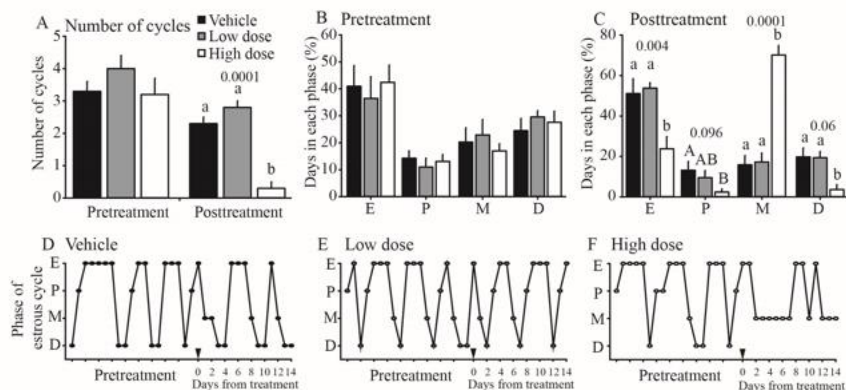 A Number of cycles
Vehicle
Low dose
High dose
Number of cycles
5
4
3
2
1
0
0.0001
a
a
b
Pretreatment
Posttreatment
B Pretreatment
Days in each phase (%)
60
50
40
30
20
10
0
E P M D
C Posttreatment
Days in each phase (%)
80
60
40
20
0
0.004
a
a
b
0.096
A
AB
B
0.0001
a
a
b
0.06
a
a
b
E P M D
D Vehicle
Phase of
estrous cycle
E
P
M
D
0 2 4 6 8 10 12 14
Pretreatment
Days from treatment
E Low dose
E
P
M
D
0 2 4 6 8 10 12 14
Pretreatment
Days from treatment
F High dose
E
P
M
D
0 2 4 6 8 10 12 14
Pretreatment
Days from treatment